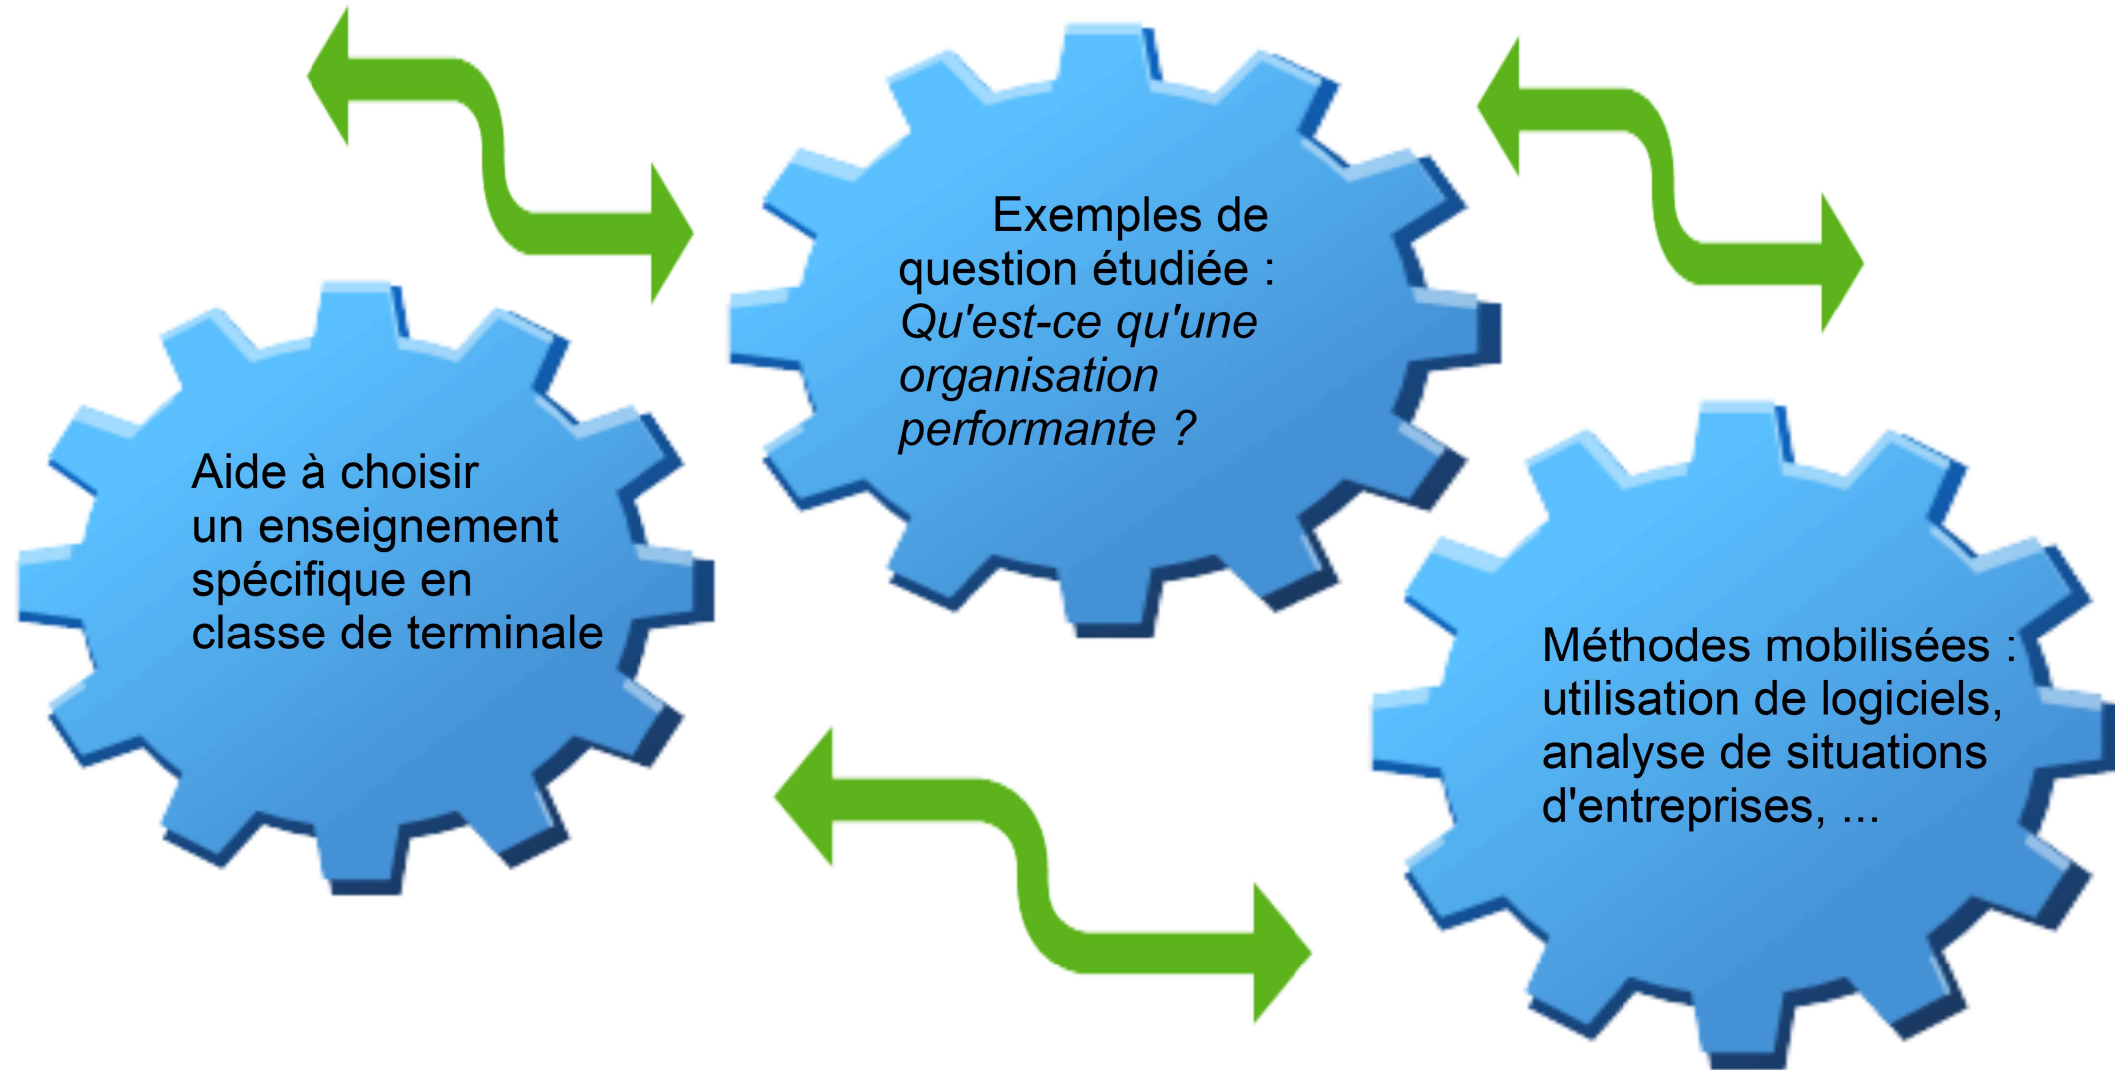 Exemples de
question étudiée :
Qu'est-ce qu'une
organisation
performante ?
Aide à choisir
un enseignement
spécifique en
classe de terminale
Méthodes mobilisées :
utilisation de logiciels,
analyse de situations
d'entreprises, ...